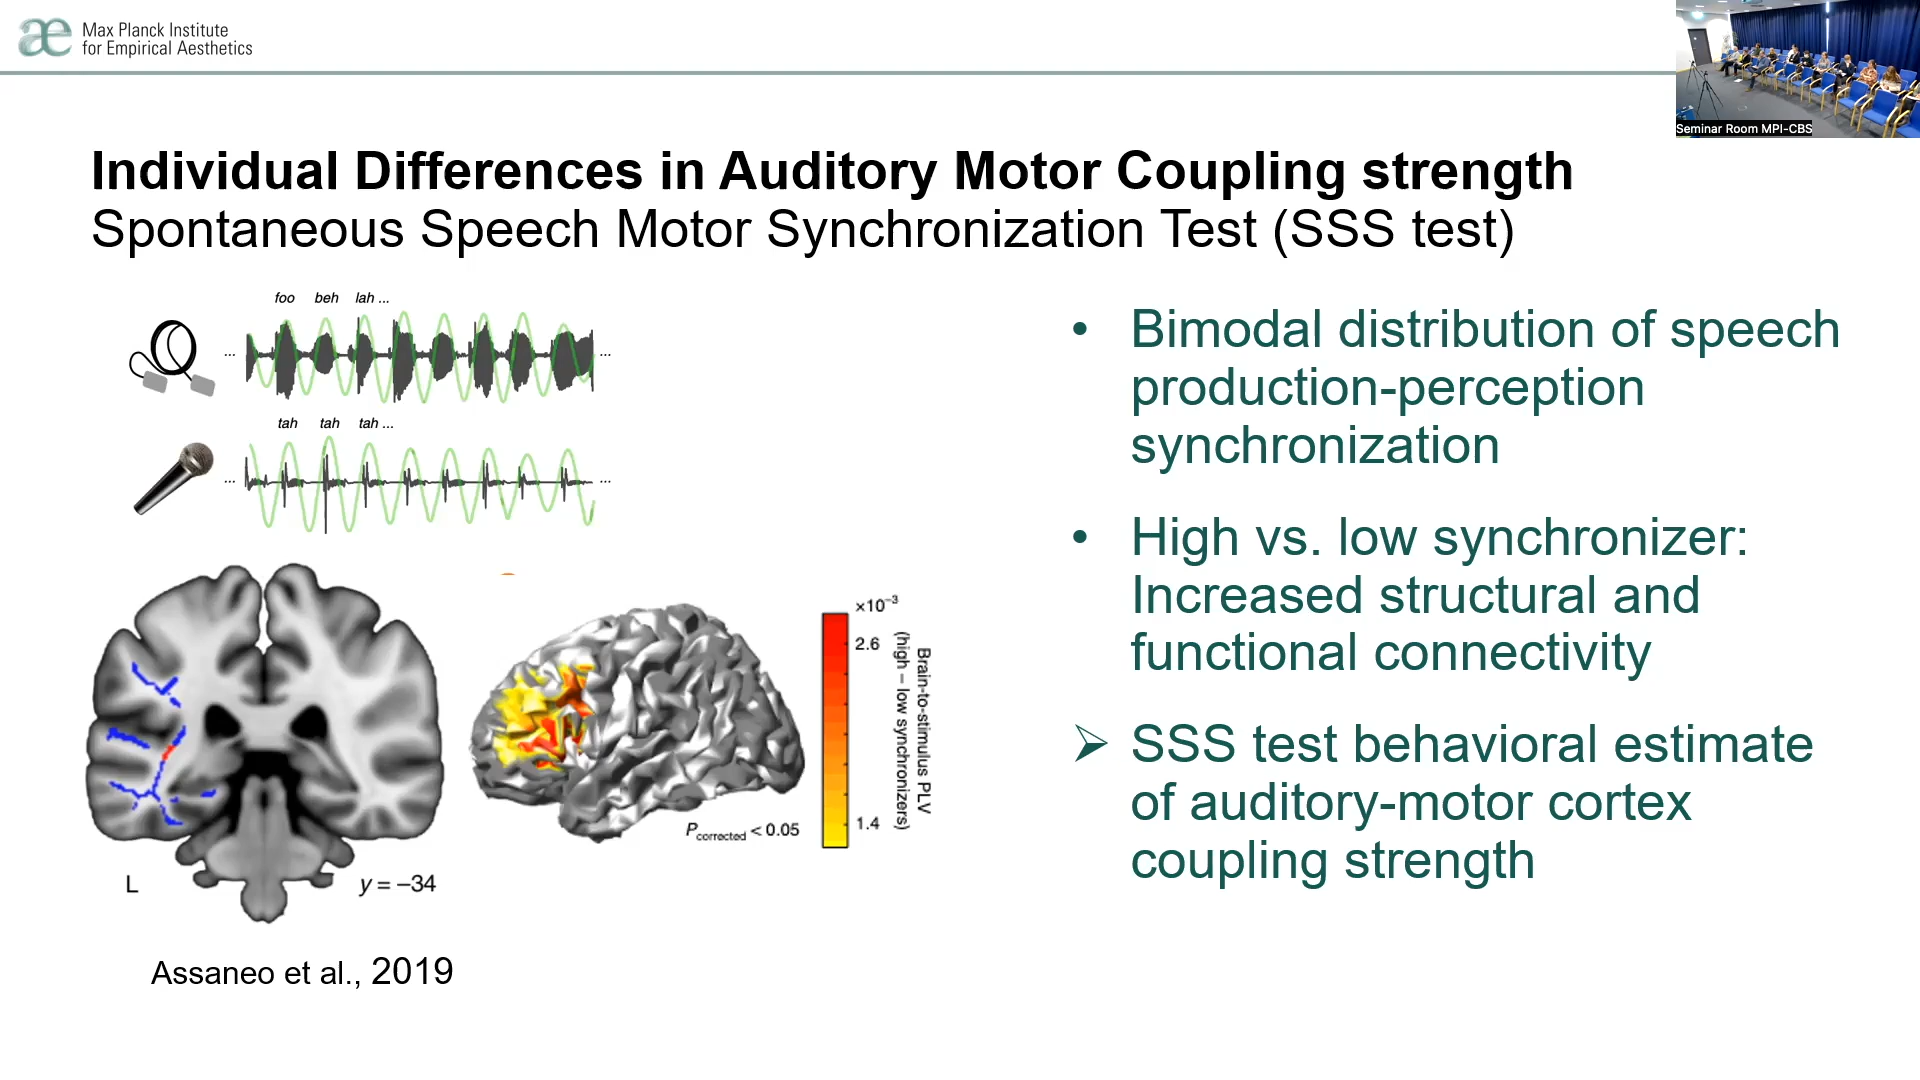 æ Max Planck Institute
for Empirical Aesthetics
Seminar Room MPI-CBS
Individual Differences in Auditory Motor Coupling strength
Spontaneous Speech Motor Synchronization Test (SSS test)
foo beh lah ...
... ...
tah tah tah ...
... ...
• Bimodal distribution of speech
production-perception
synchronization
• High vs. low synchronizer:
Increased structural and
functional connectivity
➢ SSS test behavioral estimate
of auditory-motor cortex
coupling strength
L
y = –34
×10⁻³
2.6
1.4
Brain-to-stimulus PLV
(high – low synchronizers)
Pcorrected < 0.05
Assaneo et al., 2019